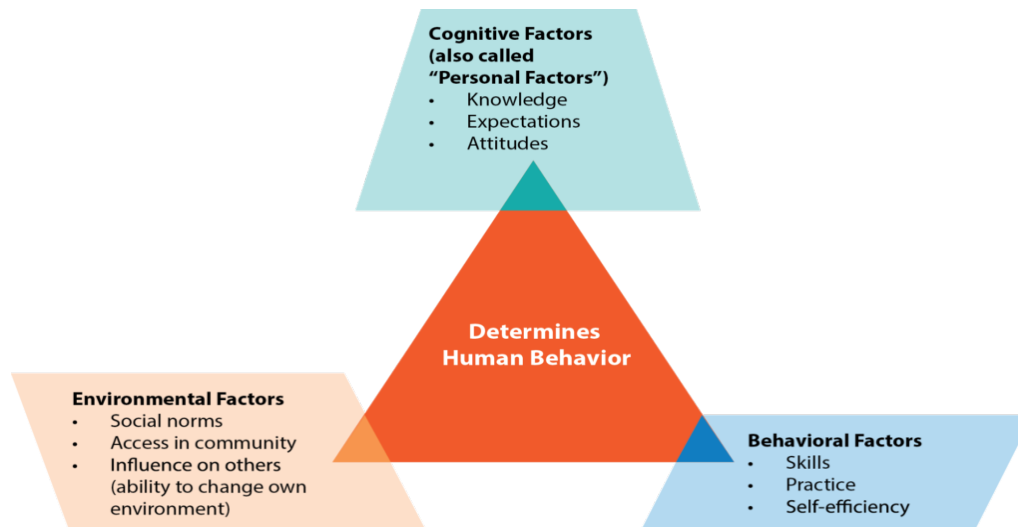 Cognitive Factors
(also called
“Personal Factors”)
• Knowledge
• Expectations
• Attitudes
Determines
Human Behavior
Environmental Factors
• Social norms
• Access in community
• Influence on others
(ability to change own
environment)
Behavioral Factors
• Skills
• Practice
• Self-efficiency